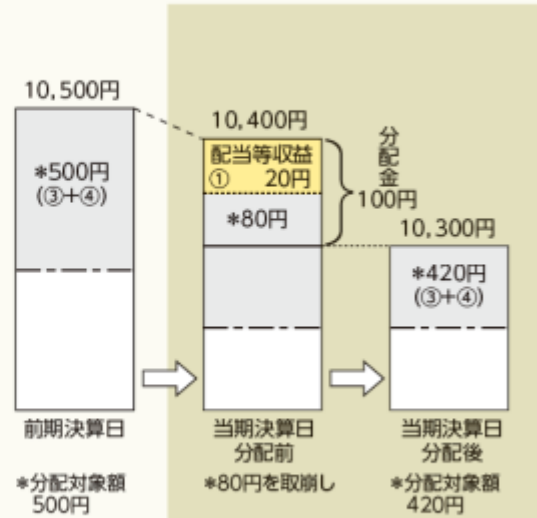 10,500円
*500円
(③+④)
前期決算日
*分配対象額
500円
10,400円
配当等収益
① 20円
*80円
分配金
100円
当期決算日
分配前
*80円を取崩し
10,300円
*420円
(③+④)
当期決算日
分配後
*分配対象額
420円